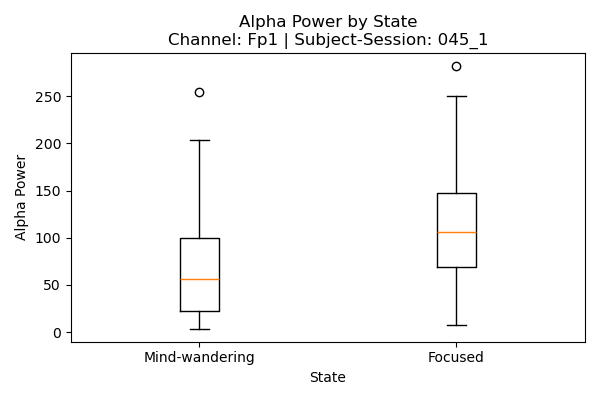 Alpha Power by State
Channel: Fp1 | Subject-Session: 045_1
Alpha Power
250
200
150
100
50
0
Mind-wandering
Focused
State